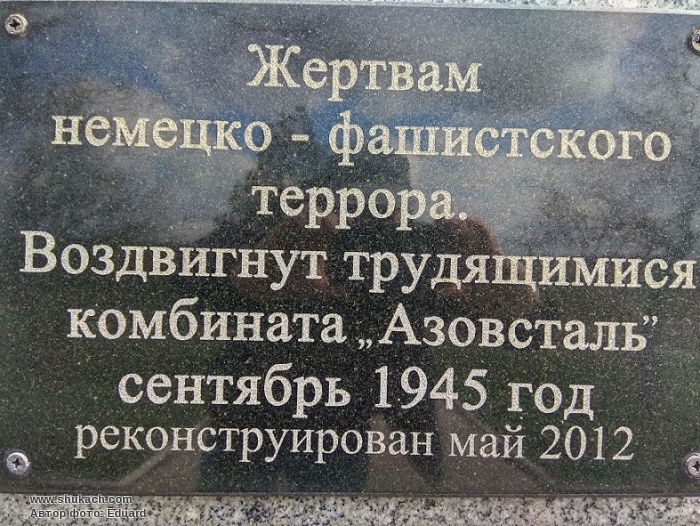 Жертвам
немецко - фашистского
террора.
Воздвигнут трудящимися
комбината „Азовсталь”
сентябрь 1945 год
реконструирован май 2012
www.shukach.com
Автор фото: Eduard